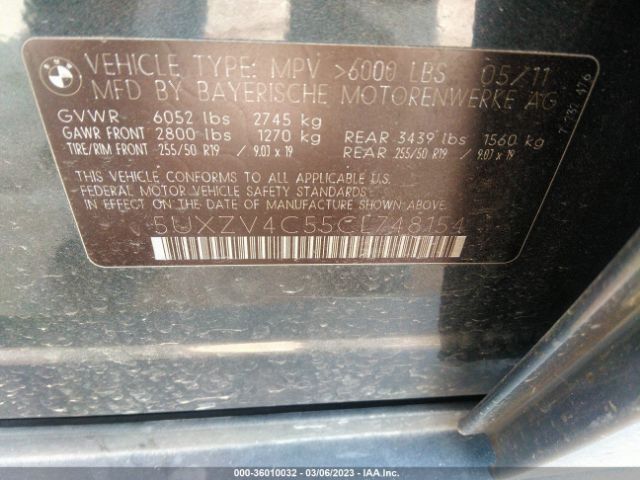 BMW
VEHICLE TYPE: MPV >6000 LBS 05/11
MFD BY BAYERISCHE MOTORENWERKE AG
GVWR- 6052 lbs 2745 kg
GAWR FRONT 2800 lbs 1270 kg REAR 3439 lbs 1560 kg
TIRE/RIM FRONT 255/50 R19 / 9.0J x 19 REAR 255/50 R19 / 9.0J x 19
THIS VEHICLE CONFORMS TO ALL APPLICABLE U.S.
FEDERAL MOTOR VEHICLE SAFETY STANDARDS
IN EFFECT ON THE DATE OF MANUFACTURE SHOWN ABOVE.
5UXZV4C55CL748154
000-36010032 — 03/06/2023 — IAA Inc.